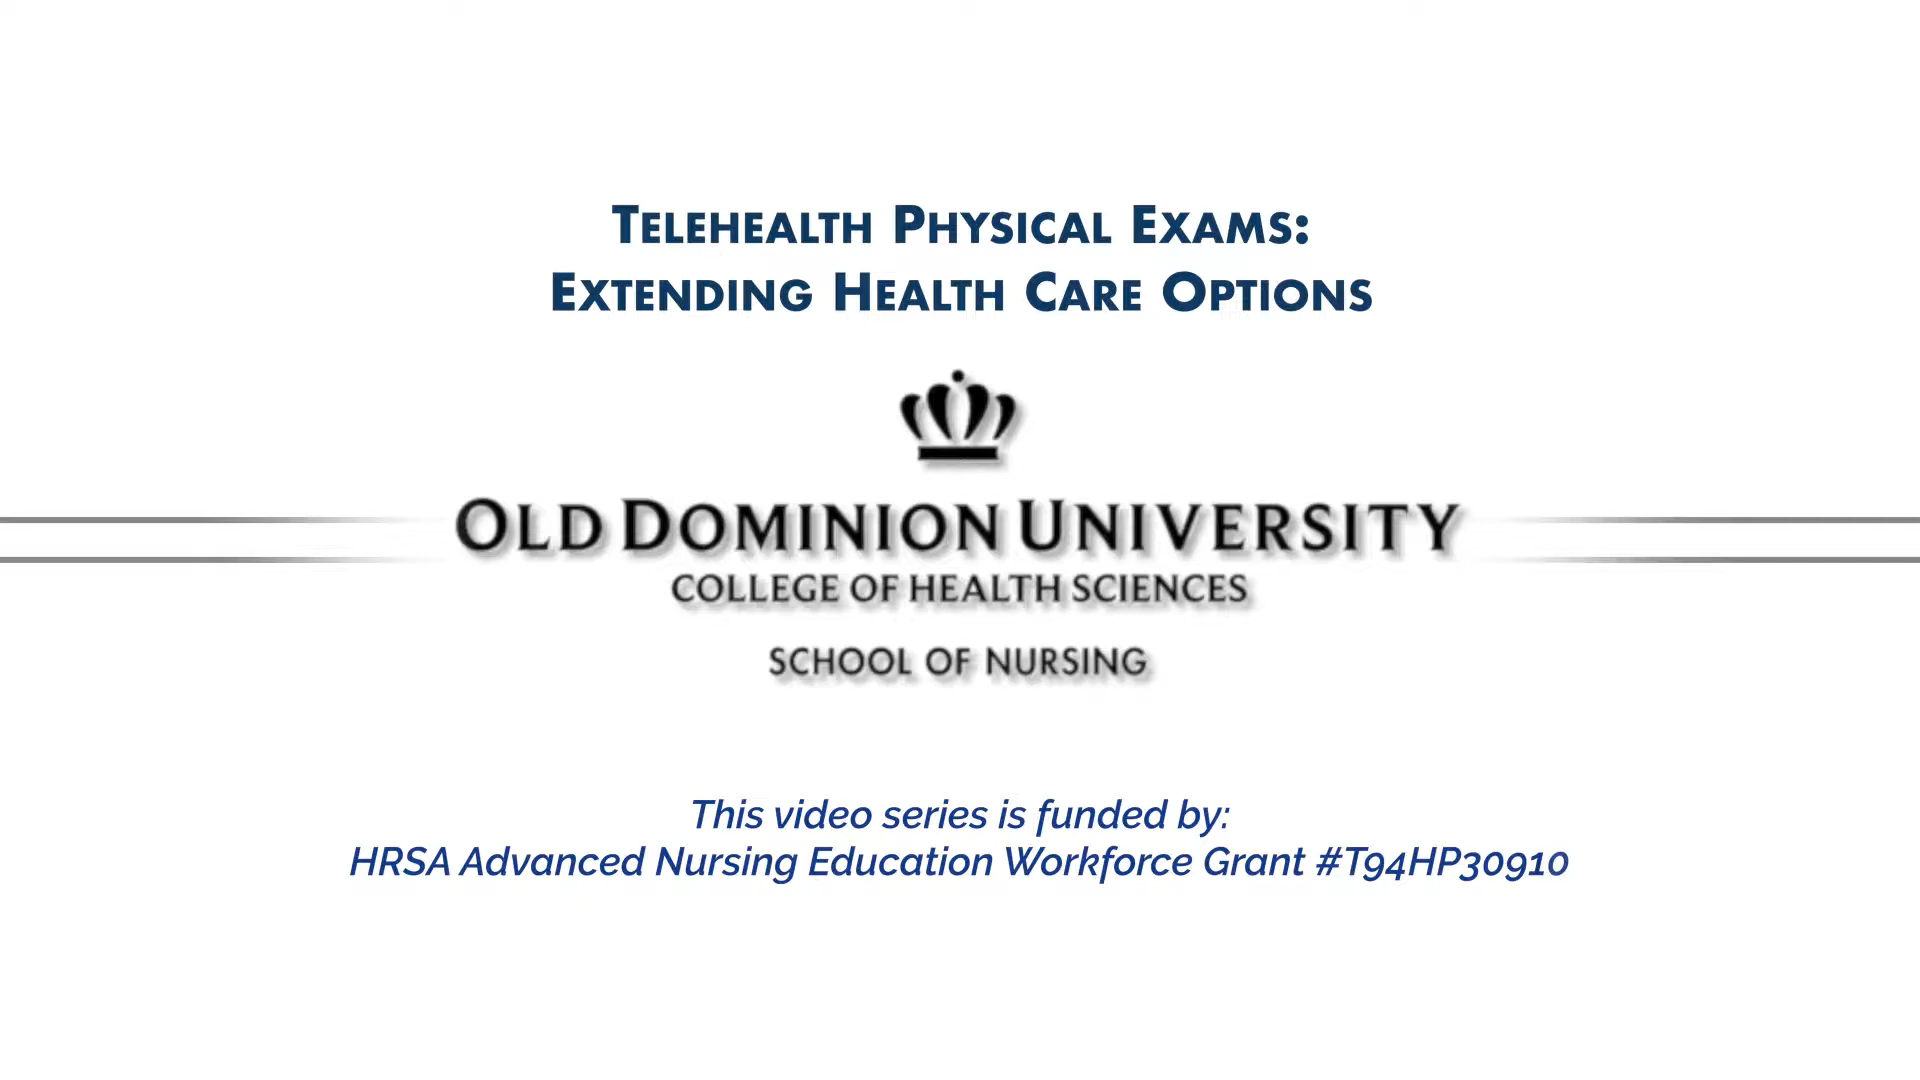 TELEHEALTH PHYSICAL EXAMS:
EXTENDING HEALTH CARE OPTIONS
OLD DOMINION UNIVERSITY
COLLEGE OF HEALTH SCIENCES
SCHOOL OF NURSING
This video series is funded by:
HRSA Advanced Nursing Education Workforce Grant #T94HP30910